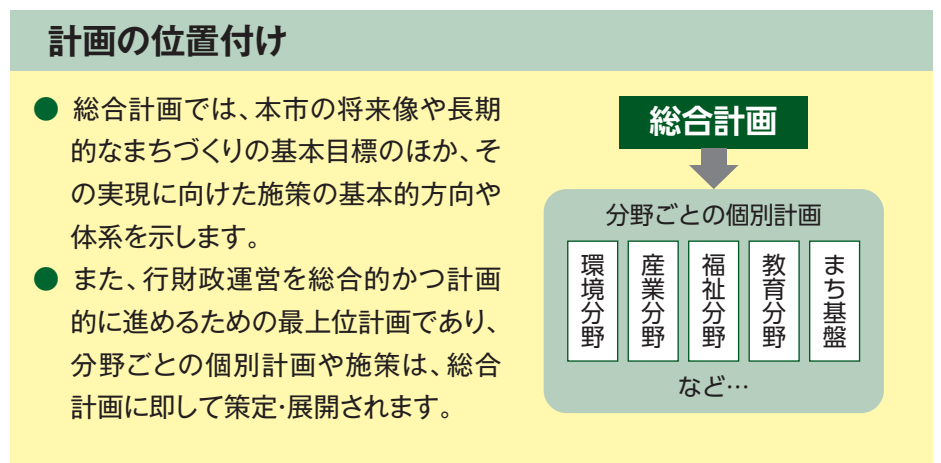 計画の位置付け
● 総合計画では、本市の将来像や長期
的なまちづくりの基本目標のほか、そ
の実現に向けた施策の基本的方向や
体系を示します。
● また、行財政運営を総合的かつ計画
的に進めるための最上位計画であり、
分野ごとの個別計画や施策は、総合
計画に即して策定・展開されます。
総合計画
分野ごとの個別計画
環境分野
産業分野
福祉分野
教育分野
まち基盤
など…